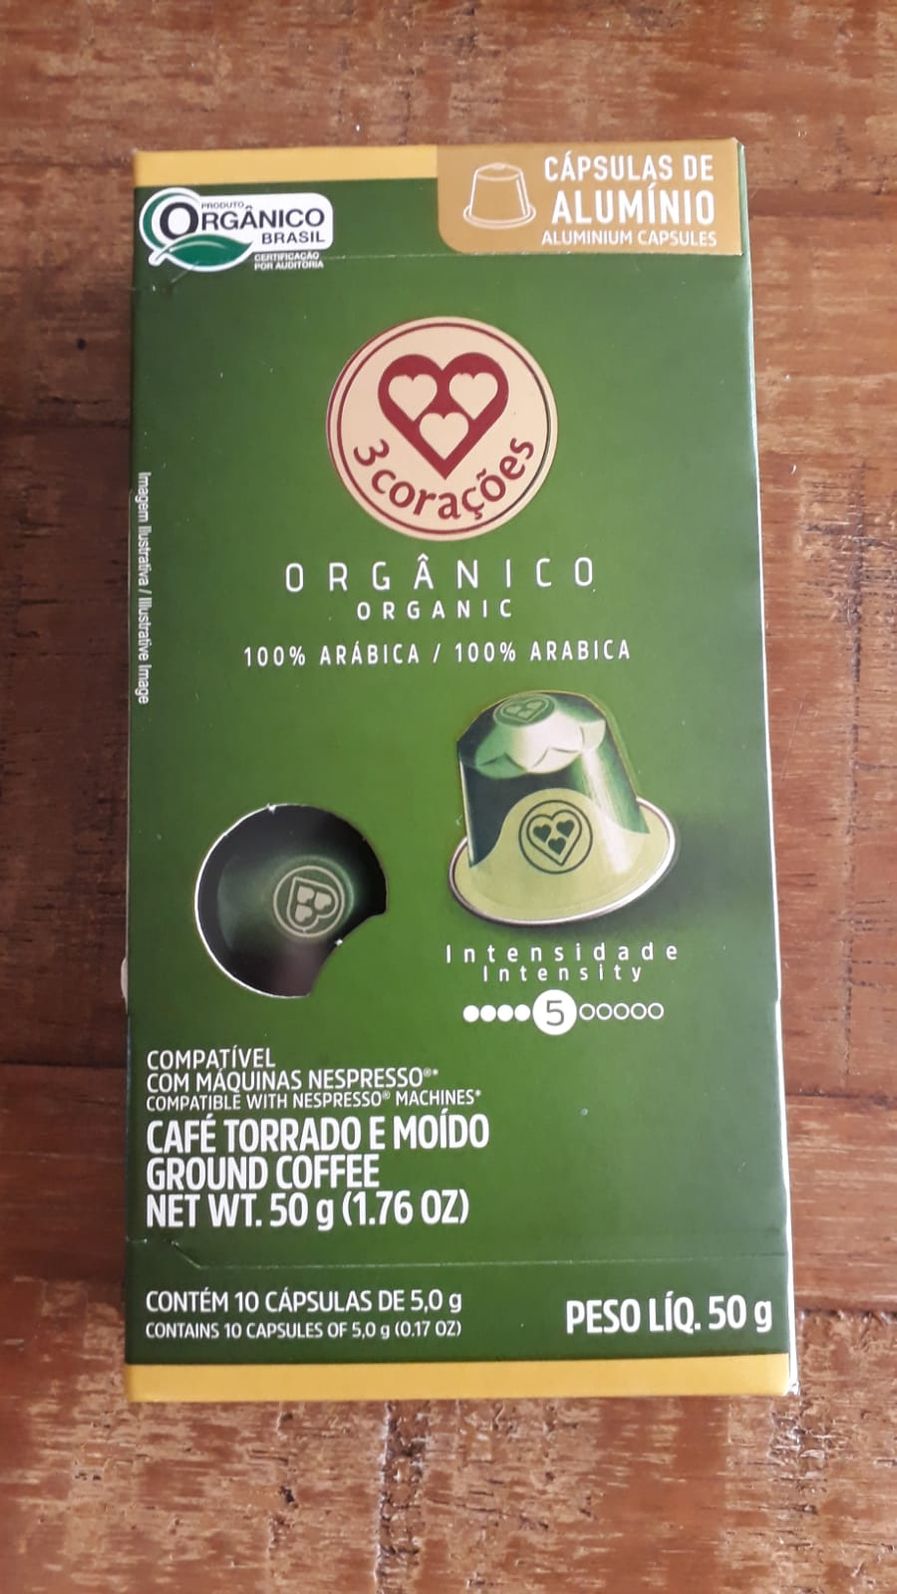 PRODUTO
ORGÂNICO
BRASIL
CERTIFICAÇÃO
POR AUDITORIA
CÁPSULAS DE
ALUMÍNIO
ALUMINIUM CAPSULES
3 corações
ORGÂNICO
ORGANIC
100% ARÁBICA / 100% ARABICA
Imagem Ilustrativa / Illustrative Image
Intensidade
Intensity
5
COMPATÍVEL
COM MÁQUINAS NESPRESSO®*
COMPATIBLE WITH NESPRESSO® MACHINES*
CAFÉ TORRADO E MOÍDO
GROUND COFFEE
NET WT. 50 g (1.76 OZ)
CONTÉM 10 CÁPSULAS DE 5,0 g
CONTAINS 10 CAPSULES OF 5,0 g (0.17 OZ)
PESO LÍQ. 50 g